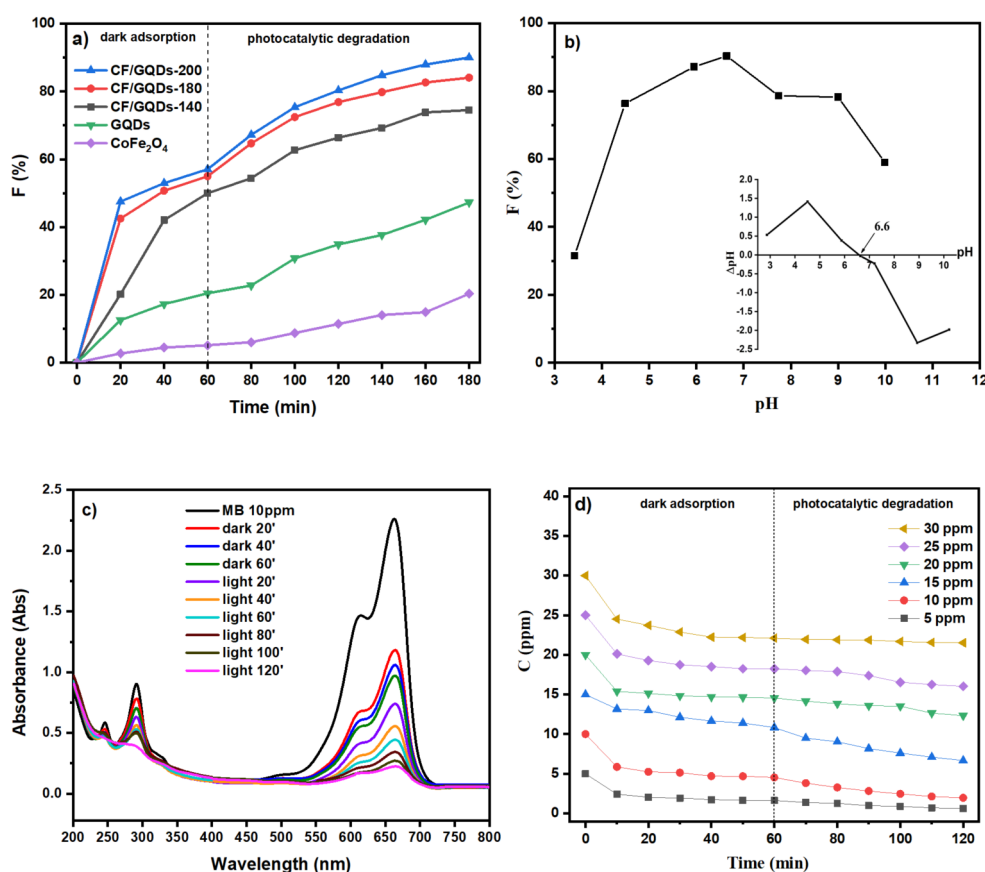 a)
dark adsorption
photocatalytic degradation
CF/GQDs-200
CF/GQDs-180
CF/GQDs-140
GQDs
CoFe₂O₄
F (%)
100
80
60
40
20
0
0 20 40 60 80 100 120 140 160 180
Time (min)
b)
F (%)
100
80
60
40
20
0
3 4 5 6 7 8 9 10 11 12
pH
ΔpH
2.0
1.5
1.0
0.5
0.0
-0.5
-1.0
-1.5
-2.0
-2.5
3 4 5 6 7 8 9 10
pH
6.6
c)
MB 10ppm
dark 20'
dark 40'
dark 60'
light 20'
light 40'
light 60'
light 80'
light 100'
light 120'
Absorbance (Abs)
2.5
2.0
1.5
1.0
0.5
0.0
200 250 300 350 400 450 500 550 600 650 700 750 800
Wavelength (nm)
d)
dark adsorption
photocatalytic degradation
30 ppm
25 ppm
20 ppm
15 ppm
10 ppm
5 ppm
C (ppm)
40
35
30
25
20
15
10
5
0
0 20 40 60 80 100 120
Time (min)